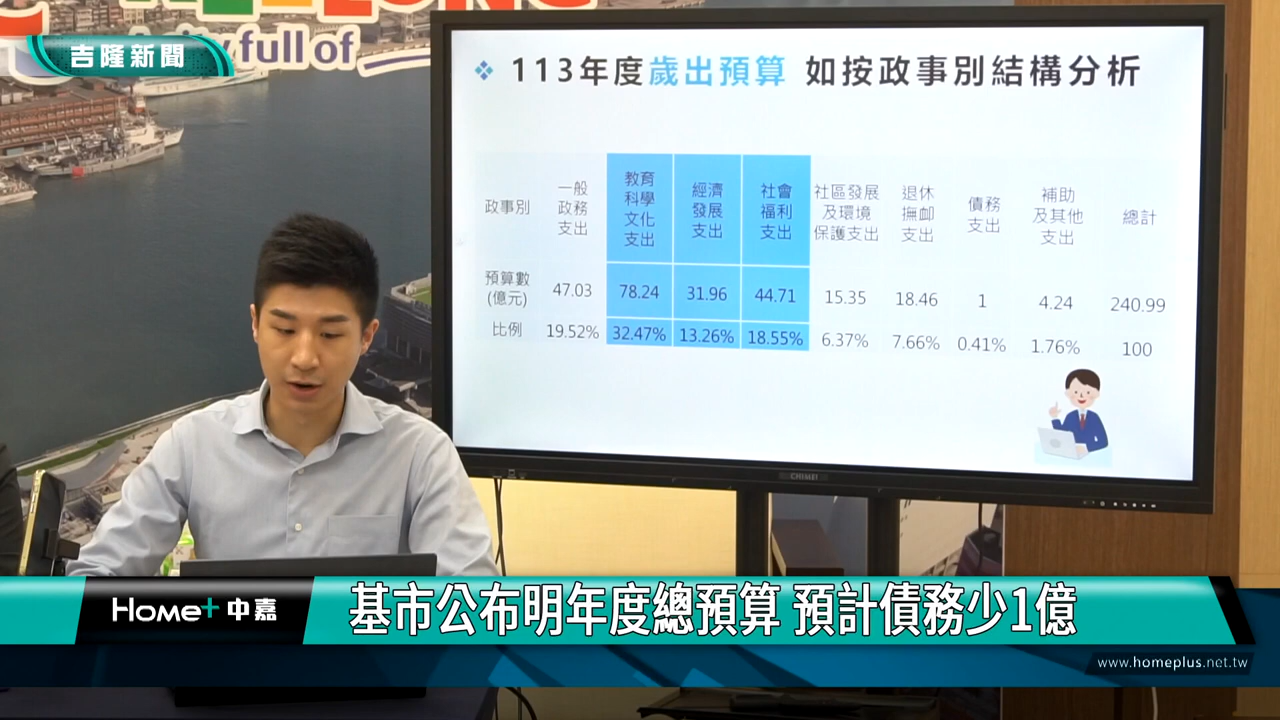 吉隆新聞
city full of
113年度歲出預算 如按政事別結構分析
政事別
一般
政務
支出
教育
科學
文化
支出
經濟
發展
支出
社會
福利
支出
社區發展
及環境
保護支出
退休
撫卹
支出
債務
支出
補助
及其他
支出
總計
預算數
(億元)
47.03
78.24
31.96
44.71
15.35
18.46
1
4.24
240.99
比例
19.52%
32.47%
13.26%
18.55%
6.37%
7.66%
0.41%
1.76%
100
CHIMEI
Home+中嘉
基市公布明年度總預算 預計債務少1億
www.homeplus.net.tw